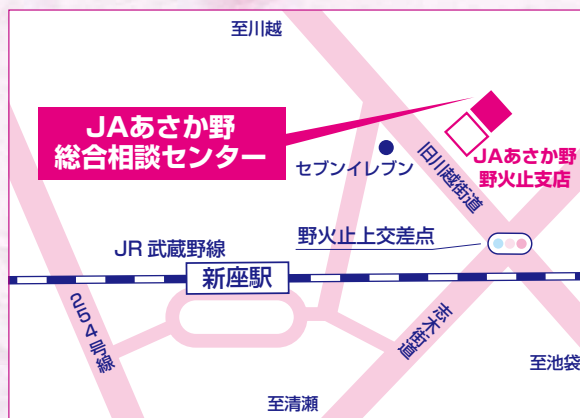 至川越
JAあさか野
総合相談センター
セブンイレブン
旧川越街道
JAあさか野
野火止支店
野火止上交差点
JR 武蔵野線
新座駅
254号線
志木街道
至池袋
至清瀬